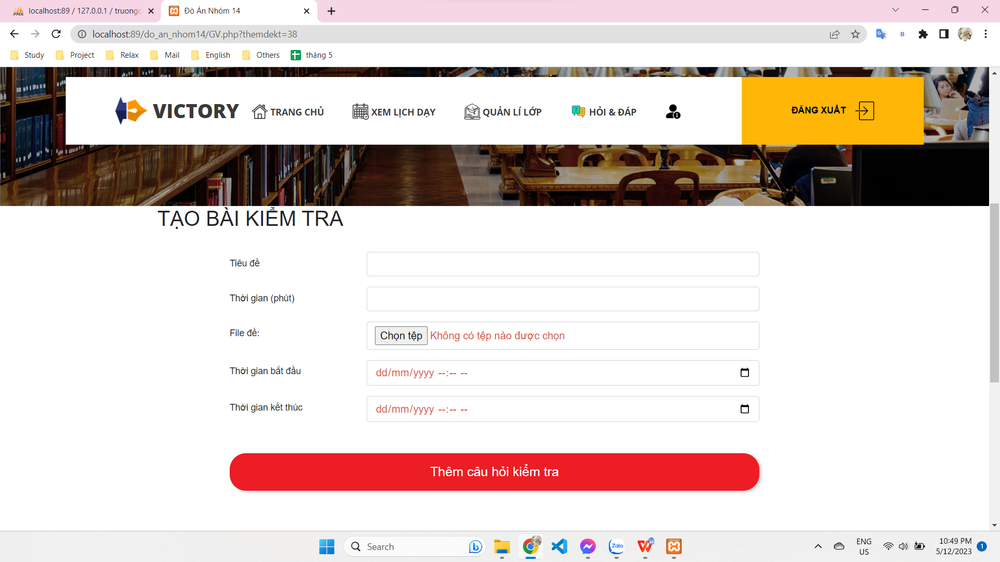 localhost:89 / 127.0.0.1 / truongc
Đò Án Nhóm 14
localhost:89/do_an_nhom14/GV.php?themdekt=38
B
Study
Project
Relax
Mail
English
Others
tháng 5
VICTORY
TRANG CHỦ
XEM LỊCH DẠY
QUẢN LÍ LỚP
HỎI & ĐÁP
ĐĂNG XUẤT
TẠO BÀI KIỂM TRA
Tiêu đề
Thời gian (phút)
File đề:
Chọn tệp Không có tệp nào được chọn
Thời gian bắt đầu
dd/mm/yyyy --:-- --
Thời gian kết thúc
dd/mm/yyyy --:-- --
Thêm câu hỏi kiểm tra
Search
Zalo
ENG
US
10:49 PM
5/12/2023
1